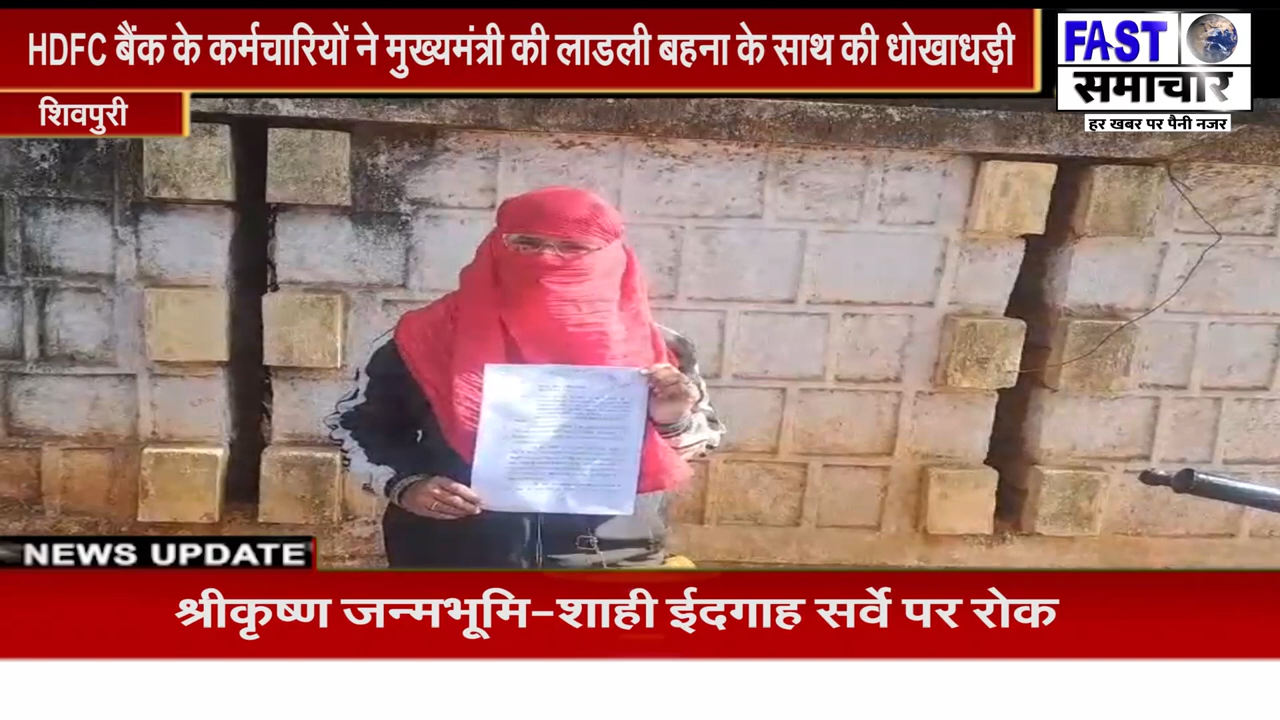 HDFC बैंक के कर्मचारियों ने मुख्यमंत्री की लाडली बहना के साथ की धोखाधड़ी
FAST
समाचार
हर खबर पर पैनी नजर
शिवपुरी
NEWS UPDATE
श्रीकृष्ण जन्मभूमि-शाही ईदगाह सर्वे पर रोक